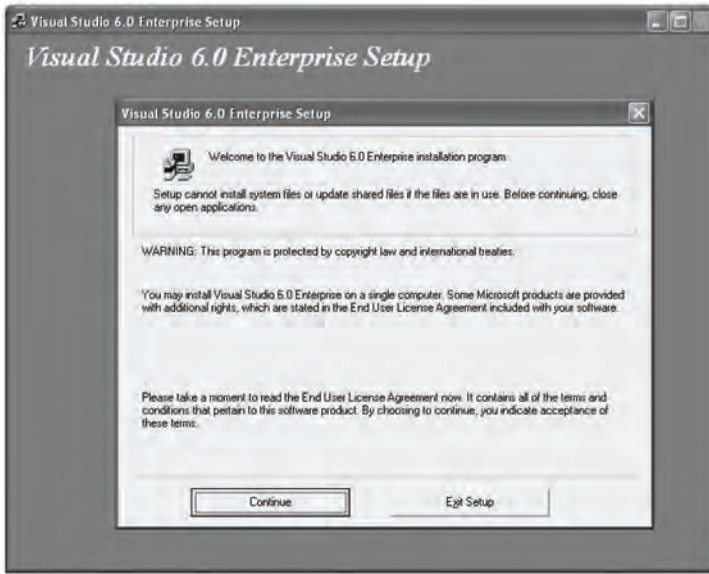 Visual Studio 6.0 Enterprise Setup
Visual Studio 6.0 Enterprise Setup
Visual Studio 6.0 Enterprise Setup
Welcome to the Visual Studio 6.0 Enterprise installation program.
Setup cannot install system files or update shared files if the files are in use. Before continuing, close
any open applications.
WARNING: This program is protected by copyright law and international treaties.
You may install Visual Studio 6.0 Enterprise on a single computer. Some Microsoft products are provided
with additional rights, which are stated in the End User License Agreement included with your software.
Please take a moment to read the End User License Agreement now. It contains all of the terms and
conditions that pertain to this software product. By choosing to continue, you indicate acceptance of
these terms.
Continue
Exit Setup